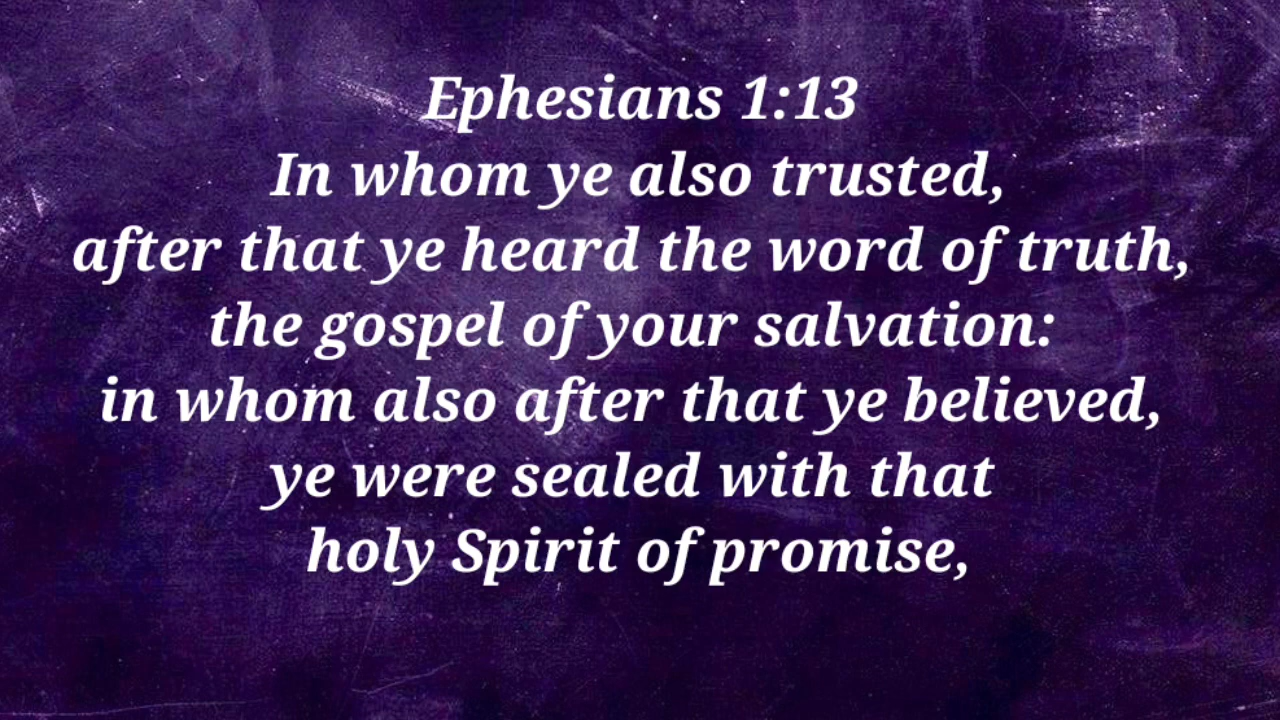 Ephesians 1:13
In whom ye also trusted,
after that ye heard the word of truth,
the gospel of your salvation:
in whom also after that ye believed,
ye were sealed with that
holy Spirit of promise,